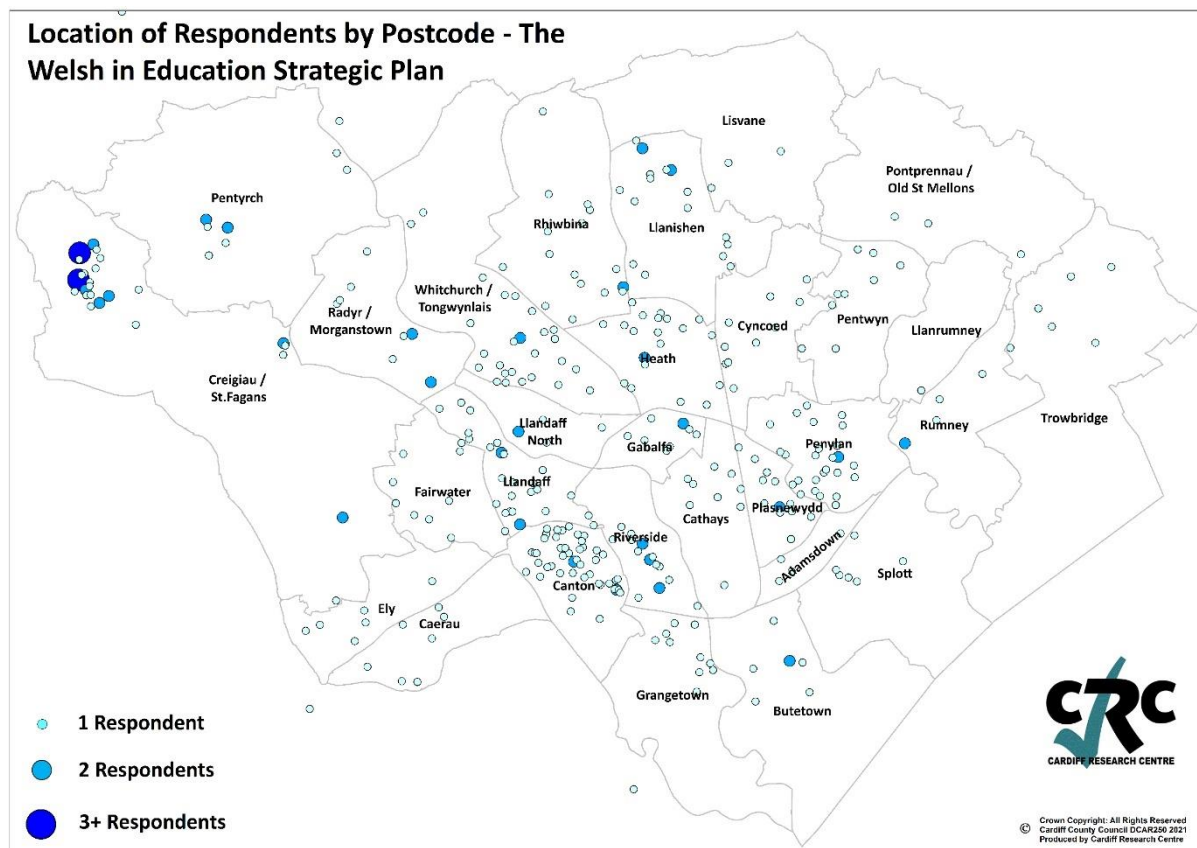 Location of Respondents by Postcode - The
Welsh in Education Strategic Plan
Lisvane
Pontprennau /
Old St Mellons
Pentyrch
Rhiwbina
Llanishen
Whitchurch /
Tongwynlais
Radyr /
Morganstown
Cyncoed
Pentwyn
Llanrumney
Heath
Creigiau /
St.Fagans
Trowbridge
Llandaff
North
Rumney
Gabalfa
Penylan
Fairwater
Llandaff
Plasnewydd
Cathays
Riverside
Adamsdown
Splott
Canton
Ely
Caerau
Grangetown
Butetown
1 Respondent
2 Respondents
3+ Respondents
CRC
CARDIFF RESEARCH CENTRE
© Crown Copyright: All Rights Reserved
Cardiff County Council DCAR250 2021
Produced by Cardiff Research Centre